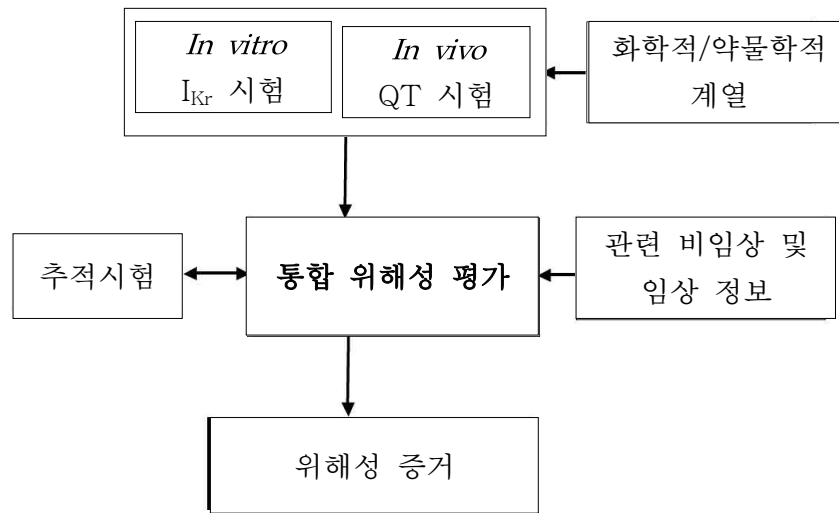 In vitro
I_Kr 시험
In vivo
QT 시험
화학적/약물학적
계열
추적시험
통합 위해성 평가
관련 비임상 및
임상 정보
위해성 증거